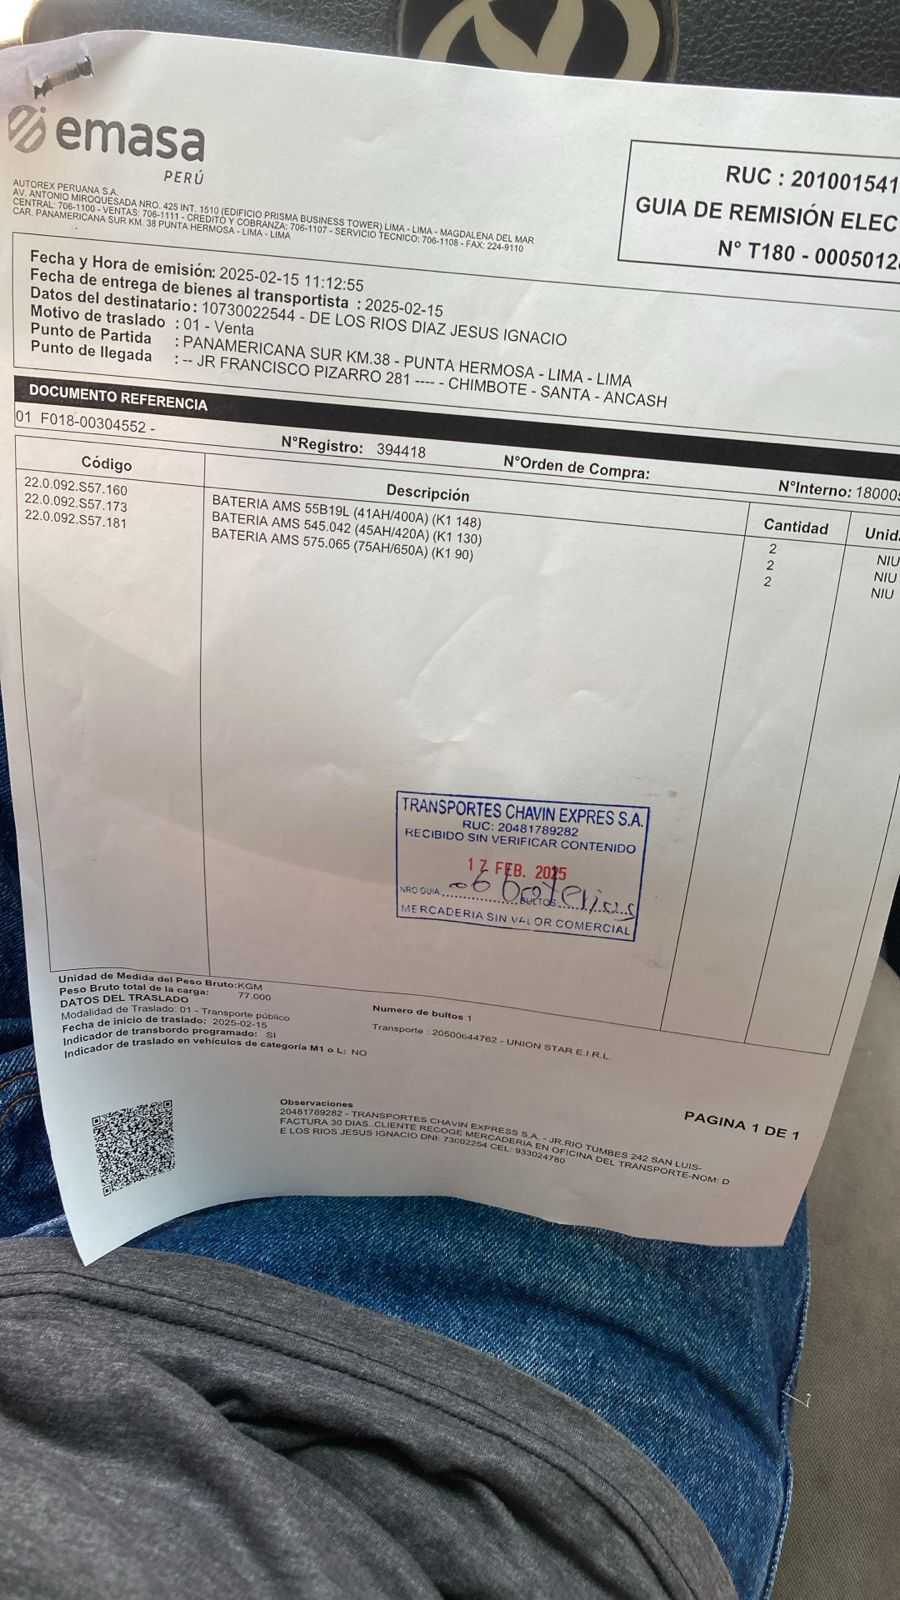 emasa
PERÚ
AUTOREX PERUANA S.A.
AV. ANTONIO MIROQUESADA NRO. 425 INT. 1510 (EDIFICIO PRISMA BUSINESS TOWER) LIMA - LIMA - MAGDALENA DEL MAR
CENTRAL: 706-1100 - VENTAS: 706-1111 - CREDITO Y COBRANZA: 706-1107 - SERVICIO TECNICO: 706-1108 - FAX: 224-9110
CAR. PANAMERICANA SUR KM. 38 PUNTA HERMOSA - LIMA - LIMA
RUC : 201001541
GUIA DE REMISIÓN ELEC
N° T180 - 00050128
Fecha y Hora de emisión: 2025-02-15 11:12:55
Fecha de entrega de bienes al transportista : 2025-02-15
Datos del destinatario: 10730022544 - DE LOS RIOS DIAZ JESUS IGNACIO
Motivo de traslado : 01 - Venta
Punto de Partida : PANAMERICANA SUR KM.38 - PUNTA HERMOSA - LIMA - LIMA
Punto de llegada : -- JR FRANCISCO PIZARRO 281 ---- - CHIMBOTE - SANTA - ANCASH
DOCUMENTO REFERENCIA
01 F018-00304552 -
N°Registro: 394418
N°Orden de Compra:
N°Interno: 18000
Código Descripción Cantidad Unid
22.0.092.S57.160 BATERIA AMS 55B19L (41AH/400A) (K1 148) 2 NIU
22.0.092.S57.173 BATERIA AMS 545.042 (45AH/420A) (K1 130) 2 NIU
22.0.092.S57.181 BATERIA AMS 575.065 (75AH/650A) (K1 90) 2 NIU
TRANSPORTES CHAVIN EXPRES S.A.
RUC: 20481789282
RECIBIDO SIN VERIFICAR CONTENIDO
17 FEB. 2025
06 baterias
NRO GUIA BULTOS
MERCADERIA SIN VALOR COMERCIAL
Unidad de Medida del Peso Bruto:KGM
Peso Bruto total de la carga: 77.000
DATOS DEL TRASLADO
Modalidad de Traslado: 01 - Transporte público
Fecha de inicio de traslado: 2025-02-15
Indicador de transbordo programado: SI
Indicador de traslado en vehículos de categoría M1 o L: NO
Numero de bultos 1
Transporte : 20500644762 - UNION STAR E.I.R.L.
Observaciones
20481789282 - TRANSPORTES CHAVIN EXPRESS S.A. - JR.RIO TUMBES 242 SAN LUIS-
FACTURA 30 DIAS..CLIENTE RECOGE MERCADERIA EN OFICINA DEL TRANSPORTE-NOM: D
E LOS RIOS JESUS IGNACIO DNI: 73002254 CEL: 933024780
PAGINA 1 DE 1